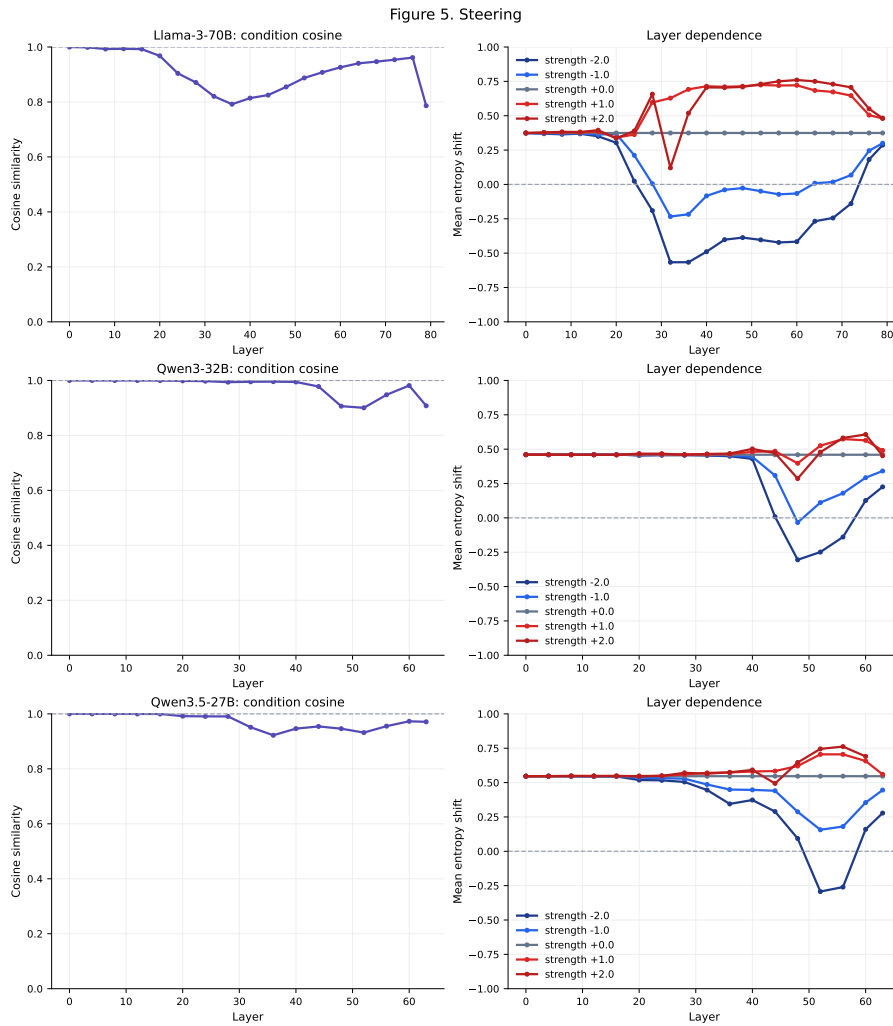 Figure 5. Steering
Llama-3-70B: condition cosine
1.0
0.8
0.6
0.4
0.2
0.0
Cosine similarity
0 10 20 30 40 50 60 70 80
Layer
Layer dependence
strength -2.0
strength -1.0
strength +0.0
strength +1.0
strength +2.0
1.00
0.75
0.50
0.25
0.00
−0.25
−0.50
−0.75
−1.00
Mean entropy shift
0 10 20 30 40 50 60 70 80
Layer
Qwen3-32B: condition cosine
1.0
0.8
0.6
0.4
0.2
0.0
Cosine similarity
0 10 20 30 40 50 60
Layer
Layer dependence
1.00
0.75
0.50
0.25
0.00
−0.25
−0.50
−0.75
−1.00
Mean entropy shift
strength -2.0
strength -1.0
strength +0.0
strength +1.0
strength +2.0
0 10 20 30 40 50 60
Layer
Qwen3.5-27B: condition cosine
1.0
0.8
0.6
0.4
0.2
0.0
Cosine similarity
0 10 20 30 40 50 60
Layer
Layer dependence
1.00
0.75
0.50
0.25
0.00
−0.25
−0.50
−0.75
−1.00
Mean entropy shift
strength -2.0
strength -1.0
strength +0.0
strength +1.0
strength +2.0
0 10 20 30 40 50 60
Layer